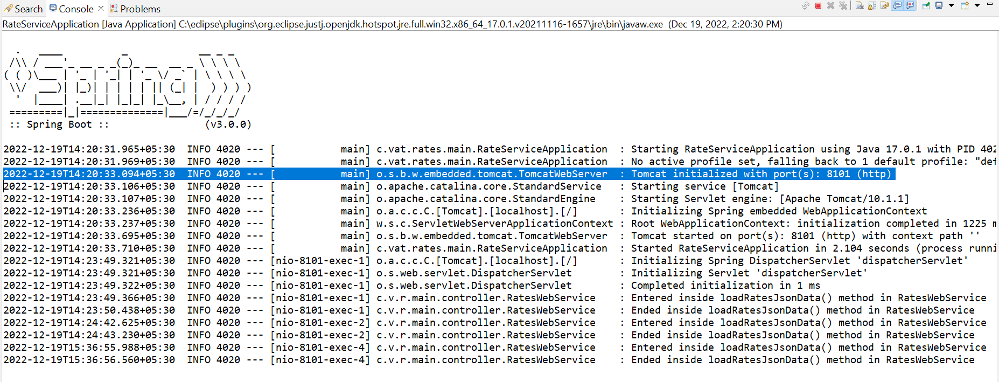 Search Console Problems
RateServiceApplication [Java Application] C:\eclipse\plugins\org.eclipse.justj.openjdk.hotspot.jre.full.win32.x86_64_17.0.1.v20211116-1657\jre\bin\javaw.exe (Dec 19, 2022, 2:20:30 PM)
  .   ____          _            __ _ _
 /\\ / ___'_ __ _ _(_)_ __  __ _ \ \ \ \
( ( )\___ | '_ | '_| | '_ \/ _` | \ \ \ \
 \\/  ___)| |_)| | | | | || (_| |  ) ) ) )
  '  |____| .__|_| |_|_| |_\__, | / / / /
 =========|_|==============|___/=/_/_/_/
 :: Spring Boot ::                (v3.0.0)
2022-12-19T14:20:31.965+05:30  INFO 4020 --- [           main] c.vat.rates.main.RateServiceApplication  : Starting RateServiceApplication using Java 17.0.1 with PID 402
2022-12-19T14:20:31.969+05:30  INFO 4020 --- [           main] c.vat.rates.main.RateServiceApplication  : No active profile set, falling back to 1 default profile: "def
2022-12-19T14:20:33.094+05:30  INFO 4020 --- [           main] o.s.b.w.embedded.tomcat.TomcatWebServer  : Tomcat initialized with port(s): 8101 (http)
2022-12-19T14:20:33.106+05:30  INFO 4020 --- [           main] o.apache.catalina.core.StandardService   : Starting service [Tomcat]
2022-12-19T14:20:33.107+05:30  INFO 4020 --- [           main] o.apache.catalina.core.StandardEngine    : Starting Servlet engine: [Apache Tomcat/10.1.1]
2022-12-19T14:20:33.236+05:30  INFO 4020 --- [           main] o.a.c.c.C.[Tomcat].[localhost].[/]       : Initializing Spring embedded WebApplicationContext
2022-12-19T14:20:33.237+05:30  INFO 4020 --- [           main] w.s.c.ServletWebServerApplicationContext : Root WebApplicationContext: initialization completed in 1225 m
2022-12-19T14:20:33.695+05:30  INFO 4020 --- [           main] o.s.b.w.embedded.tomcat.TomcatWebServer  : Tomcat started on port(s): 8101 (http) with context path ''
2022-12-19T14:20:33.710+05:30  INFO 4020 --- [           main] c.vat.rates.main.RateServiceApplication  : Started RateServiceApplication in 2.104 seconds (process runni
2022-12-19T14:23:49.321+05:30  INFO 4020 --- [nio-8101-exec-1] o.a.c.c.C.[Tomcat].[localhost].[/]       : Initializing Spring DispatcherServlet 'dispatcherServlet'
2022-12-19T14:23:49.321+05:30  INFO 4020 --- [nio-8101-exec-1] o.s.web.servlet.DispatcherServlet        : Initializing Servlet 'dispatcherServlet'
2022-12-19T14:23:49.322+05:30  INFO 4020 --- [nio-8101-exec-1] o.s.web.servlet.DispatcherServlet        : Completed initialization in 1 ms
2022-12-19T14:23:49.366+05:30  INFO 4020 --- [nio-8101-exec-1] c.v.r.main.controller.RatesWebService    : Entered inside loadRatesJsonData() method in RatesWebService
2022-12-19T14:23:50.438+05:30  INFO 4020 --- [nio-8101-exec-1] c.v.r.main.controller.RatesWebService    : Ended inside loadRatesJsonData() method in RatesWebService
2022-12-19T14:24:42.625+05:30  INFO 4020 --- [nio-8101-exec-2] c.v.r.main.controller.RatesWebService    : Entered inside loadRatesJsonData() method in RatesWebService
2022-12-19T14:24:43.230+05:30  INFO 4020 --- [nio-8101-exec-2] c.v.r.main.controller.RatesWebService    : Ended inside loadRatesJsonData() method in RatesWebService
2022-12-19T15:36:55.988+05:30  INFO 4020 --- [nio-8101-exec-4] c.v.r.main.controller.RatesWebService    : Entered inside loadRatesJsonData() method in RatesWebService
2022-12-19T15:36:56.560+05:30  INFO 4020 --- [nio-8101-exec-4] c.v.r.main.controller.RatesWebService    : Ended inside loadRatesJsonData() method in RatesWebService